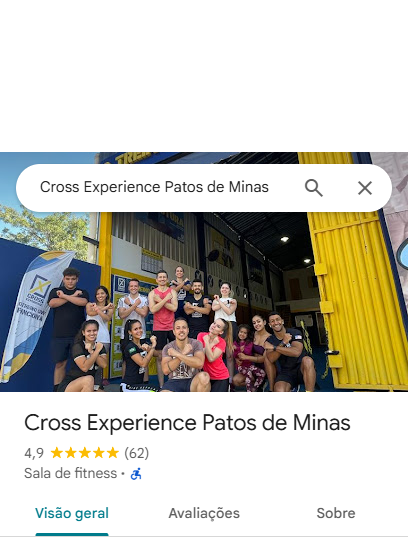 Cross Experience Patos de Minas
Cross Experience Patos de Minas
4,9 (62)
Sala de fitness ·
Visão geral
Avaliações
Sobre